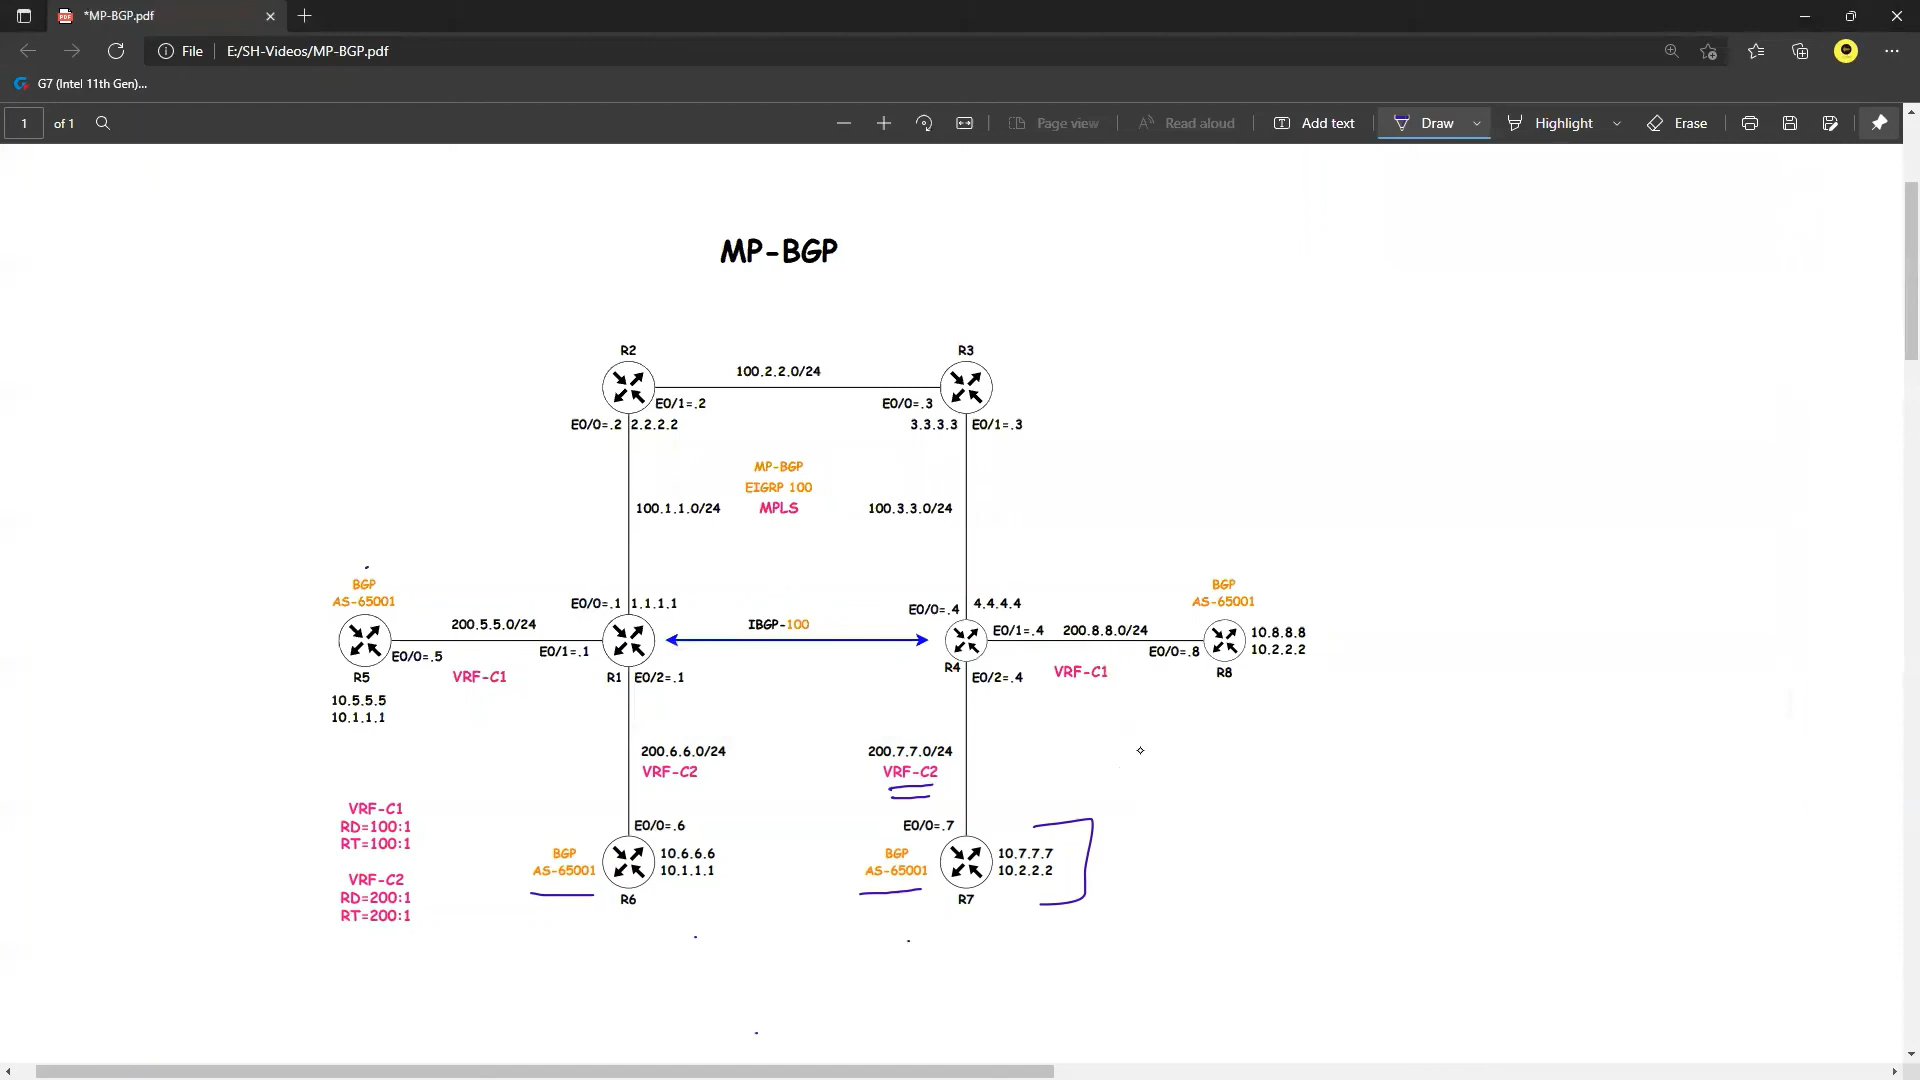 *MP-BGP.pdf
File
E:/SH-Videos/MP-BGP.pdf
G7 (Intel 11th Gen)...
1 of 1
Page view
Read aloud
Add text
Draw
Highlight
Erase
MP-BGP
R2
R3
100.2.2.0/24
E0/1=.2
E0/0=.3
E0/0=.2
2.2.2.2
3.3.3.3
E0/1=.3
MP-BGP
EIGRP 100
MPLS
100.1.1.0/24
100.3.3.0/24
BGP
AS-65001
200.5.5.0/24
E0/0=.5
E0/1=.1
VRF-C1
R5
10.5.5.5
10.1.1.1
E0/0=.1
1.1.1.1
R1
E0/2=.1
IBGP-100
E0/0=.4
4.4.4.4
E0/1=.4
200.8.8.0/24
E0/0=.8
R4
E0/2=.4
VRF-C1
BGP
AS-65001
10.8.8.8
10.2.2.2
R8
200.6.6.0/24
VRF-C2
200.7.7.0/24
VRF-C2
VRF-C1
RD=100:1
RT=100:1
VRF-C2
RD=200:1
RT=200:1
E0/0=.6
BGP
AS-65001
10.6.6.6
10.1.1.1
R6
E0/0=.7
BGP
AS-65001
10.7.7.7
10.2.2.2
R7